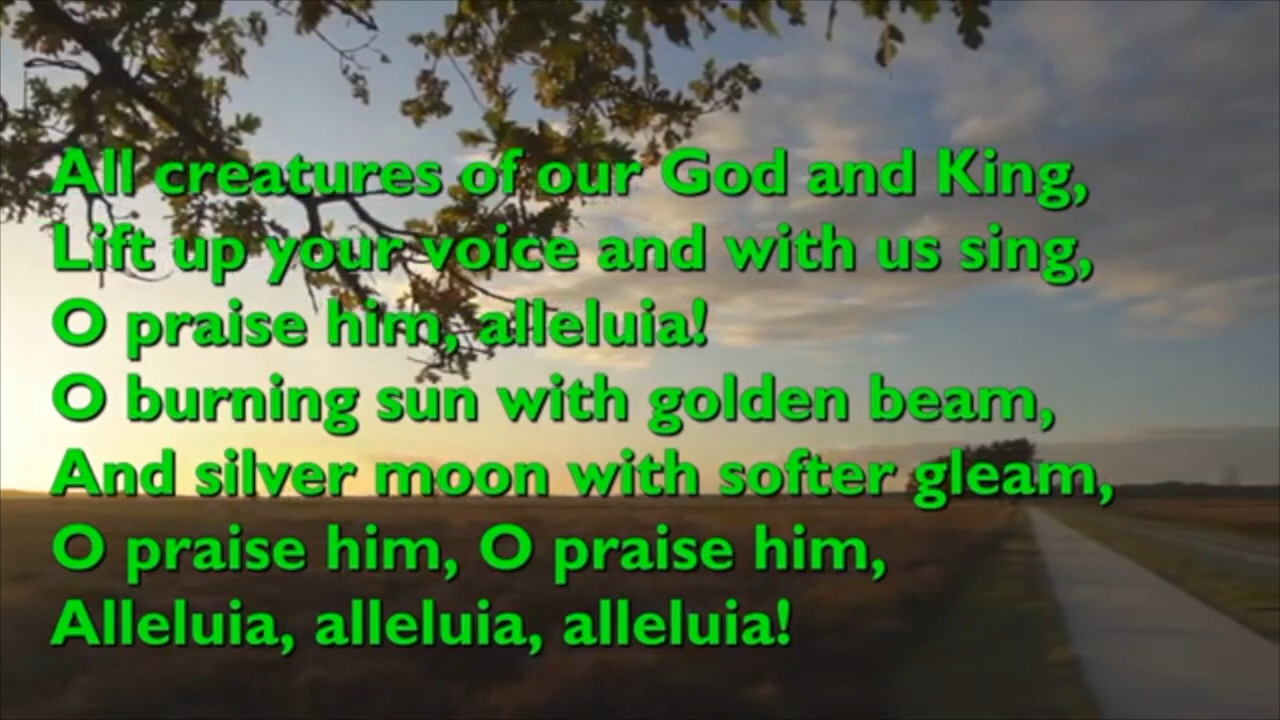 All creatures of our God and King,
Lift up your voice and with us sing,
O praise him, alleluia!
O burning sun with golden beam,
And silver moon with softer gleam,
O praise him, O praise him,
Alleluia, alleluia, alleluia!